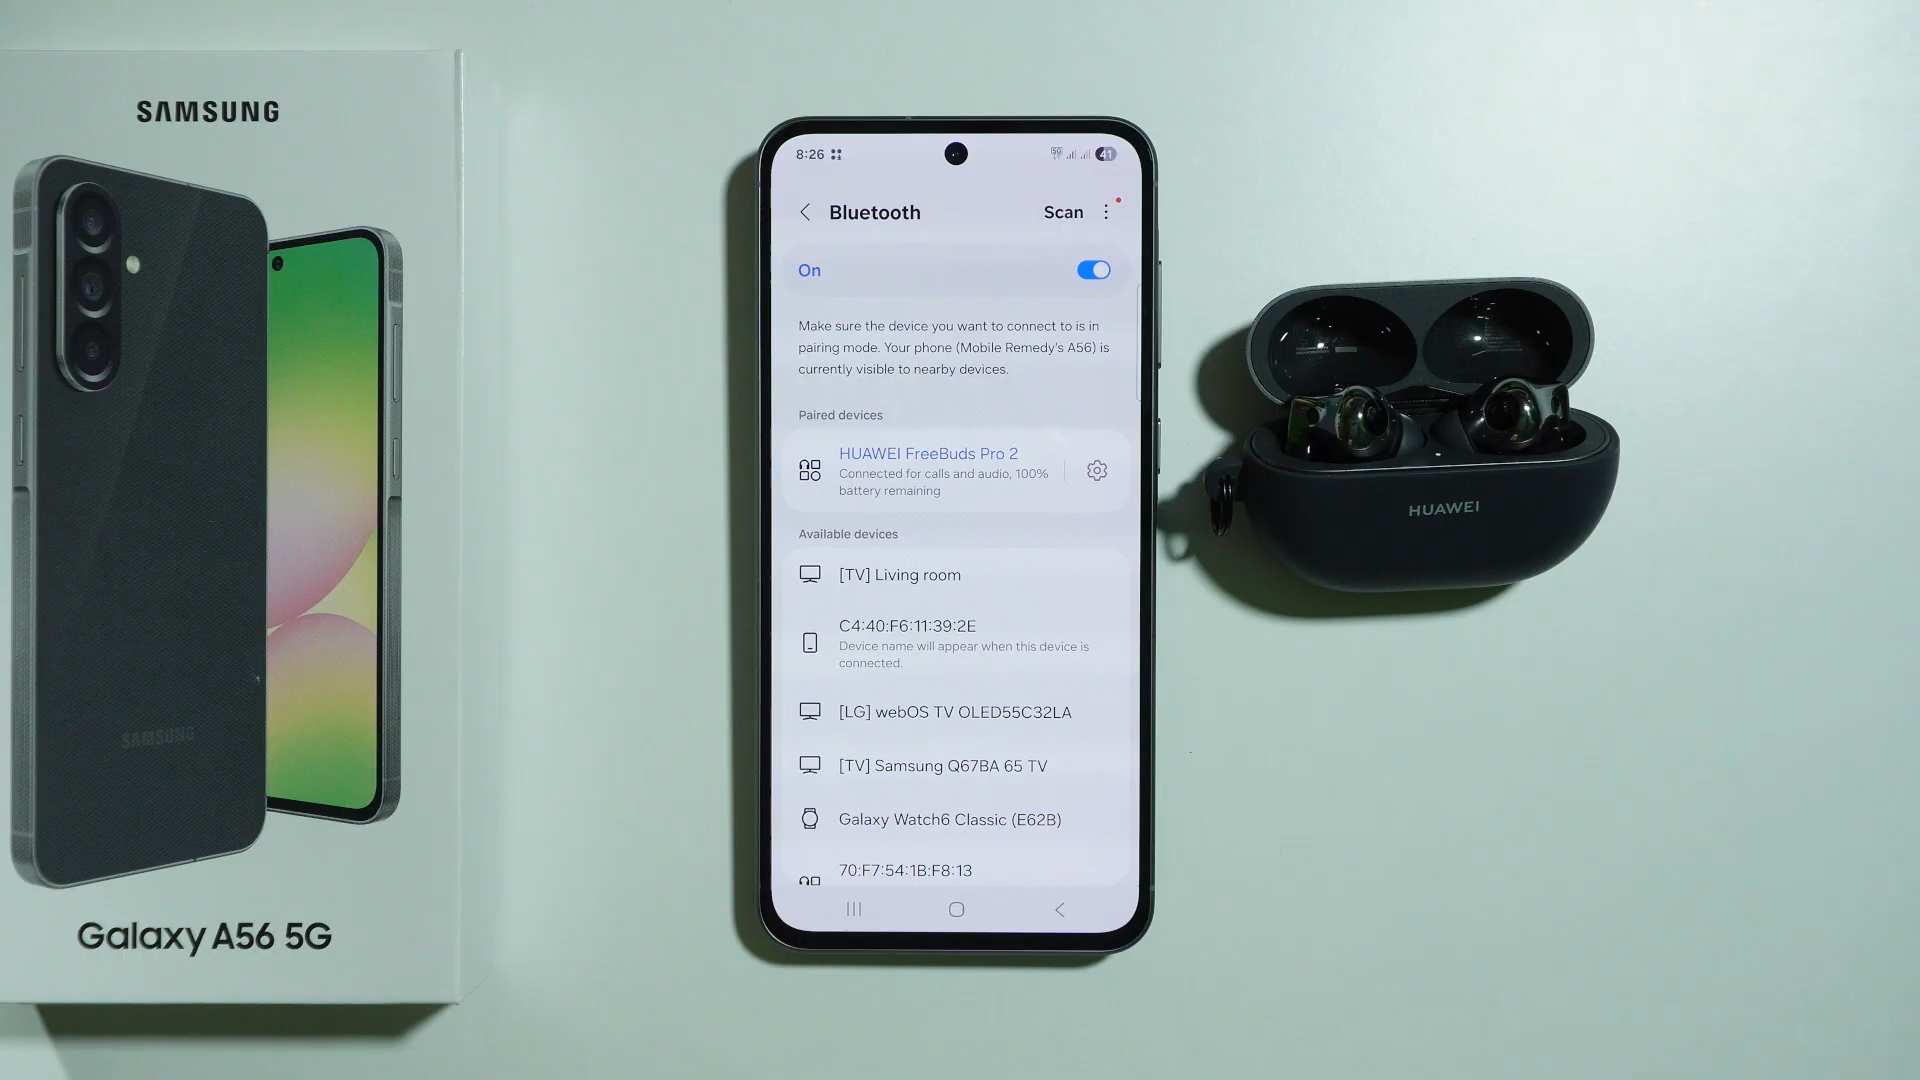 SAMSUNG
SAMSUNG
Galaxy A56 5G
8:26
5G
41
Bluetooth
Scan
On
Make sure the device you want to connect to is in
pairing mode. Your phone (Mobile Remedy's A56) is
currently visible to nearby devices.
Paired devices
HUAWEI FreeBuds Pro 2
Connected for calls and audio, 100%
battery remaining
Available devices
[TV] Living room
C4:40:F6:11:39:2E
Device name will appear when this device is
connected.
[LG] webOS TV OLED55C32LA
[TV] Samsung Q67BA 65 TV
Galaxy Watch6 Classic (E62B)
70:F7:54:1B:F8:13
HUAWEI